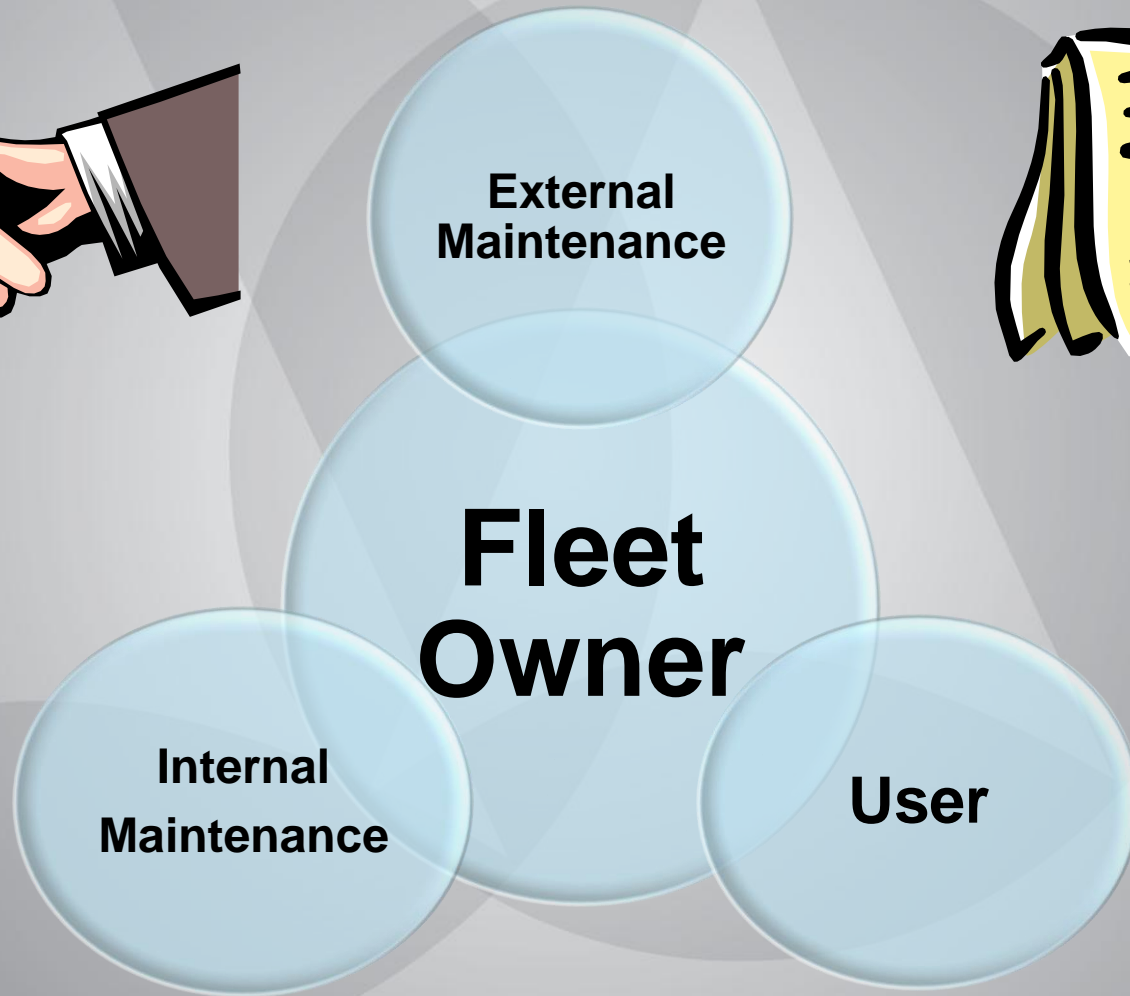 External
Maintenance
Fleet
Owner
Internal
Maintenance
User